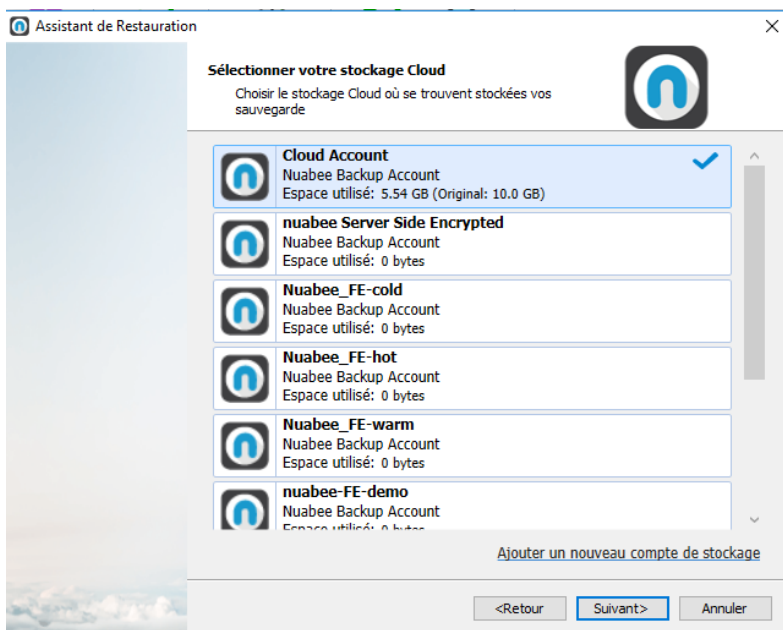 Assistant de Restauration
Sélectionner votre stockage Cloud
Choisir le stockage Cloud où se trouvent stockées vos
sauvegarde
Cloud Account
Nuabee Backup Account
Espace utilisé: 5.54 GB (Original: 10.0 GB)
nuabee Server Side Encrypted
Nuabee Backup Account
Espace utilisé: 0 bytes
Nuabee_FE-cold
Nuabee Backup Account
Espace utilisé: 0 bytes
Nuabee_FE-hot
Nuabee Backup Account
Espace utilisé: 0 bytes
Nuabee_FE-warm
Nuabee Backup Account
Espace utilisé: 0 bytes
nuabee-FE-demo
Nuabee Backup Account
Espace utilisé: 0 bytes
Ajouter un nouveau compte de stockage
<Retour
Suivant>
Annuler